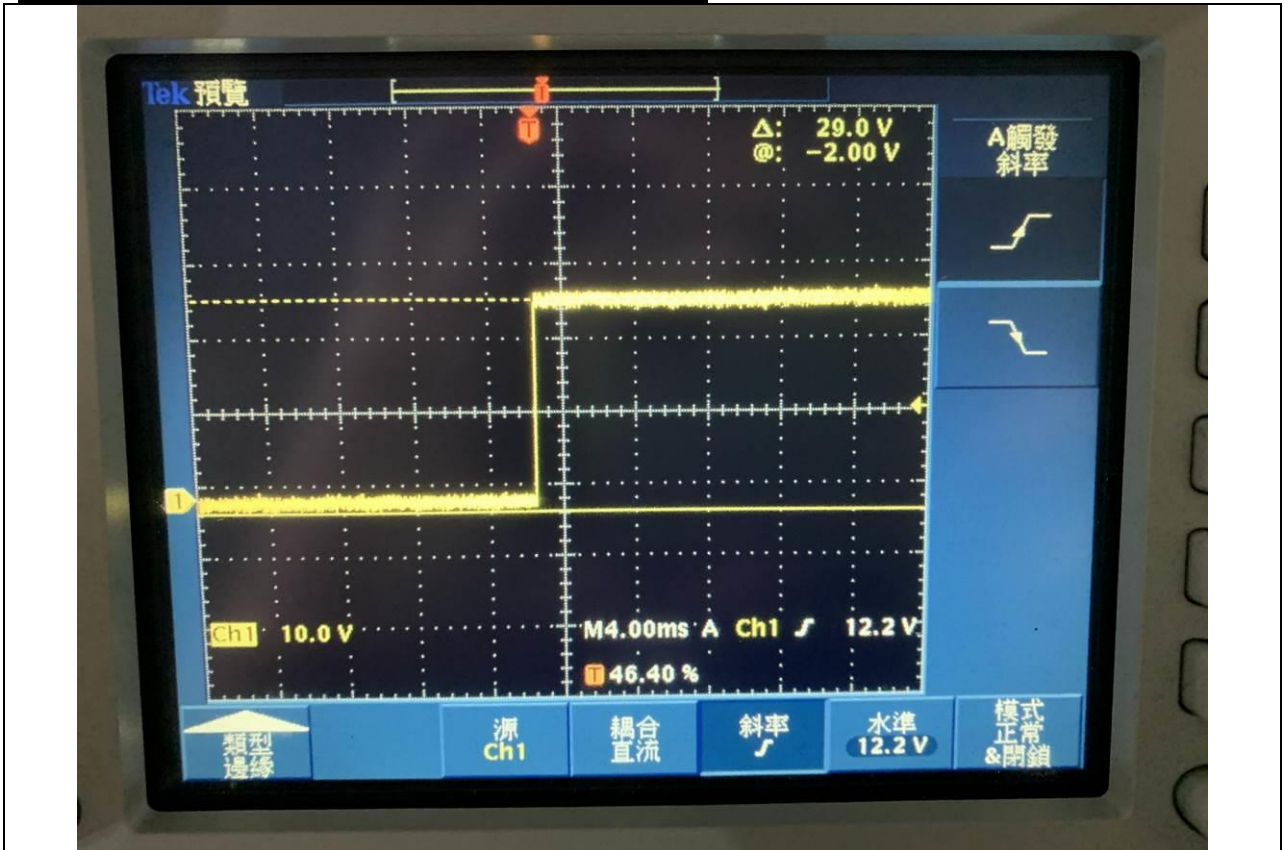 Tek 預覽
T
T
Δ: 29.0 V
@: -2.00 V
A觸發
斜率
1
Ch1 10.0 V
M4.00ms A Ch1 12.2 V
T 46.40 %
類型
邊緣
源
Ch1
耦合
直流
斜率
水準
12.2 V
模式
正常
&閉鎖